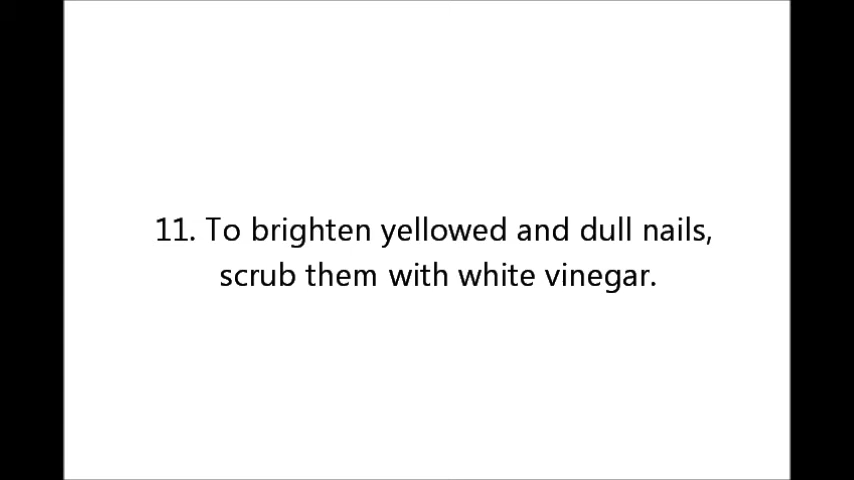 11. To brighten yellowed and dull nails,
scrub them with white vinegar.